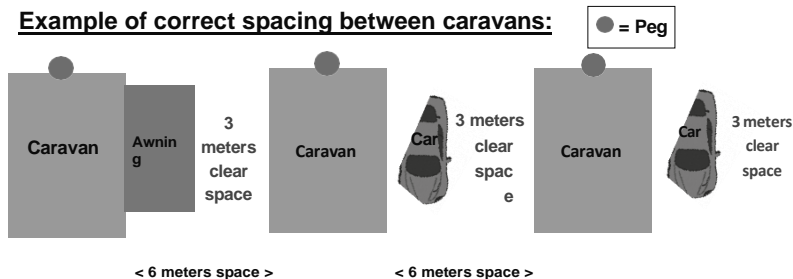 Example of correct spacing between caravans:
= Peg
Caravan
Awnin
g
3
meters
clear
space
Caravan
Car
3 meters
clear
spac
e
Caravan
Car
3 meters
clear
space
< 6 meters space >
< 6 meters space >